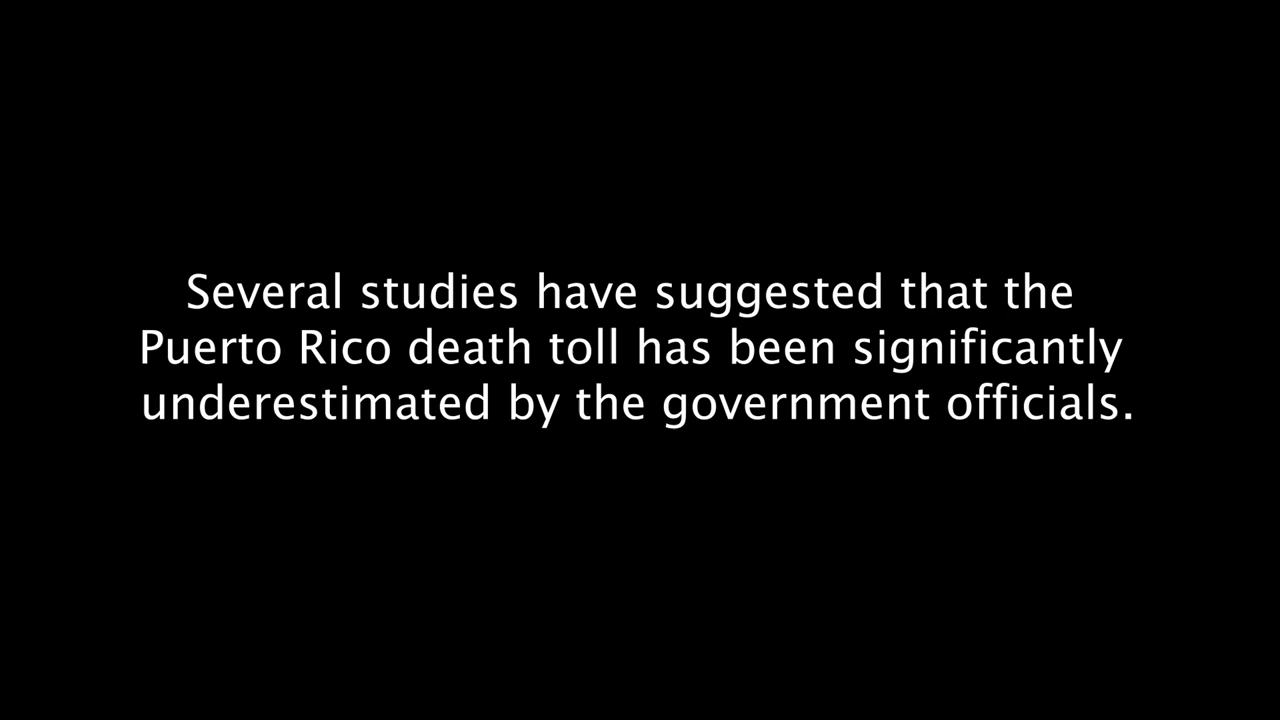 Several studies have suggested that the
Puerto Rico death toll has been significantly
underestimated by the government officials.